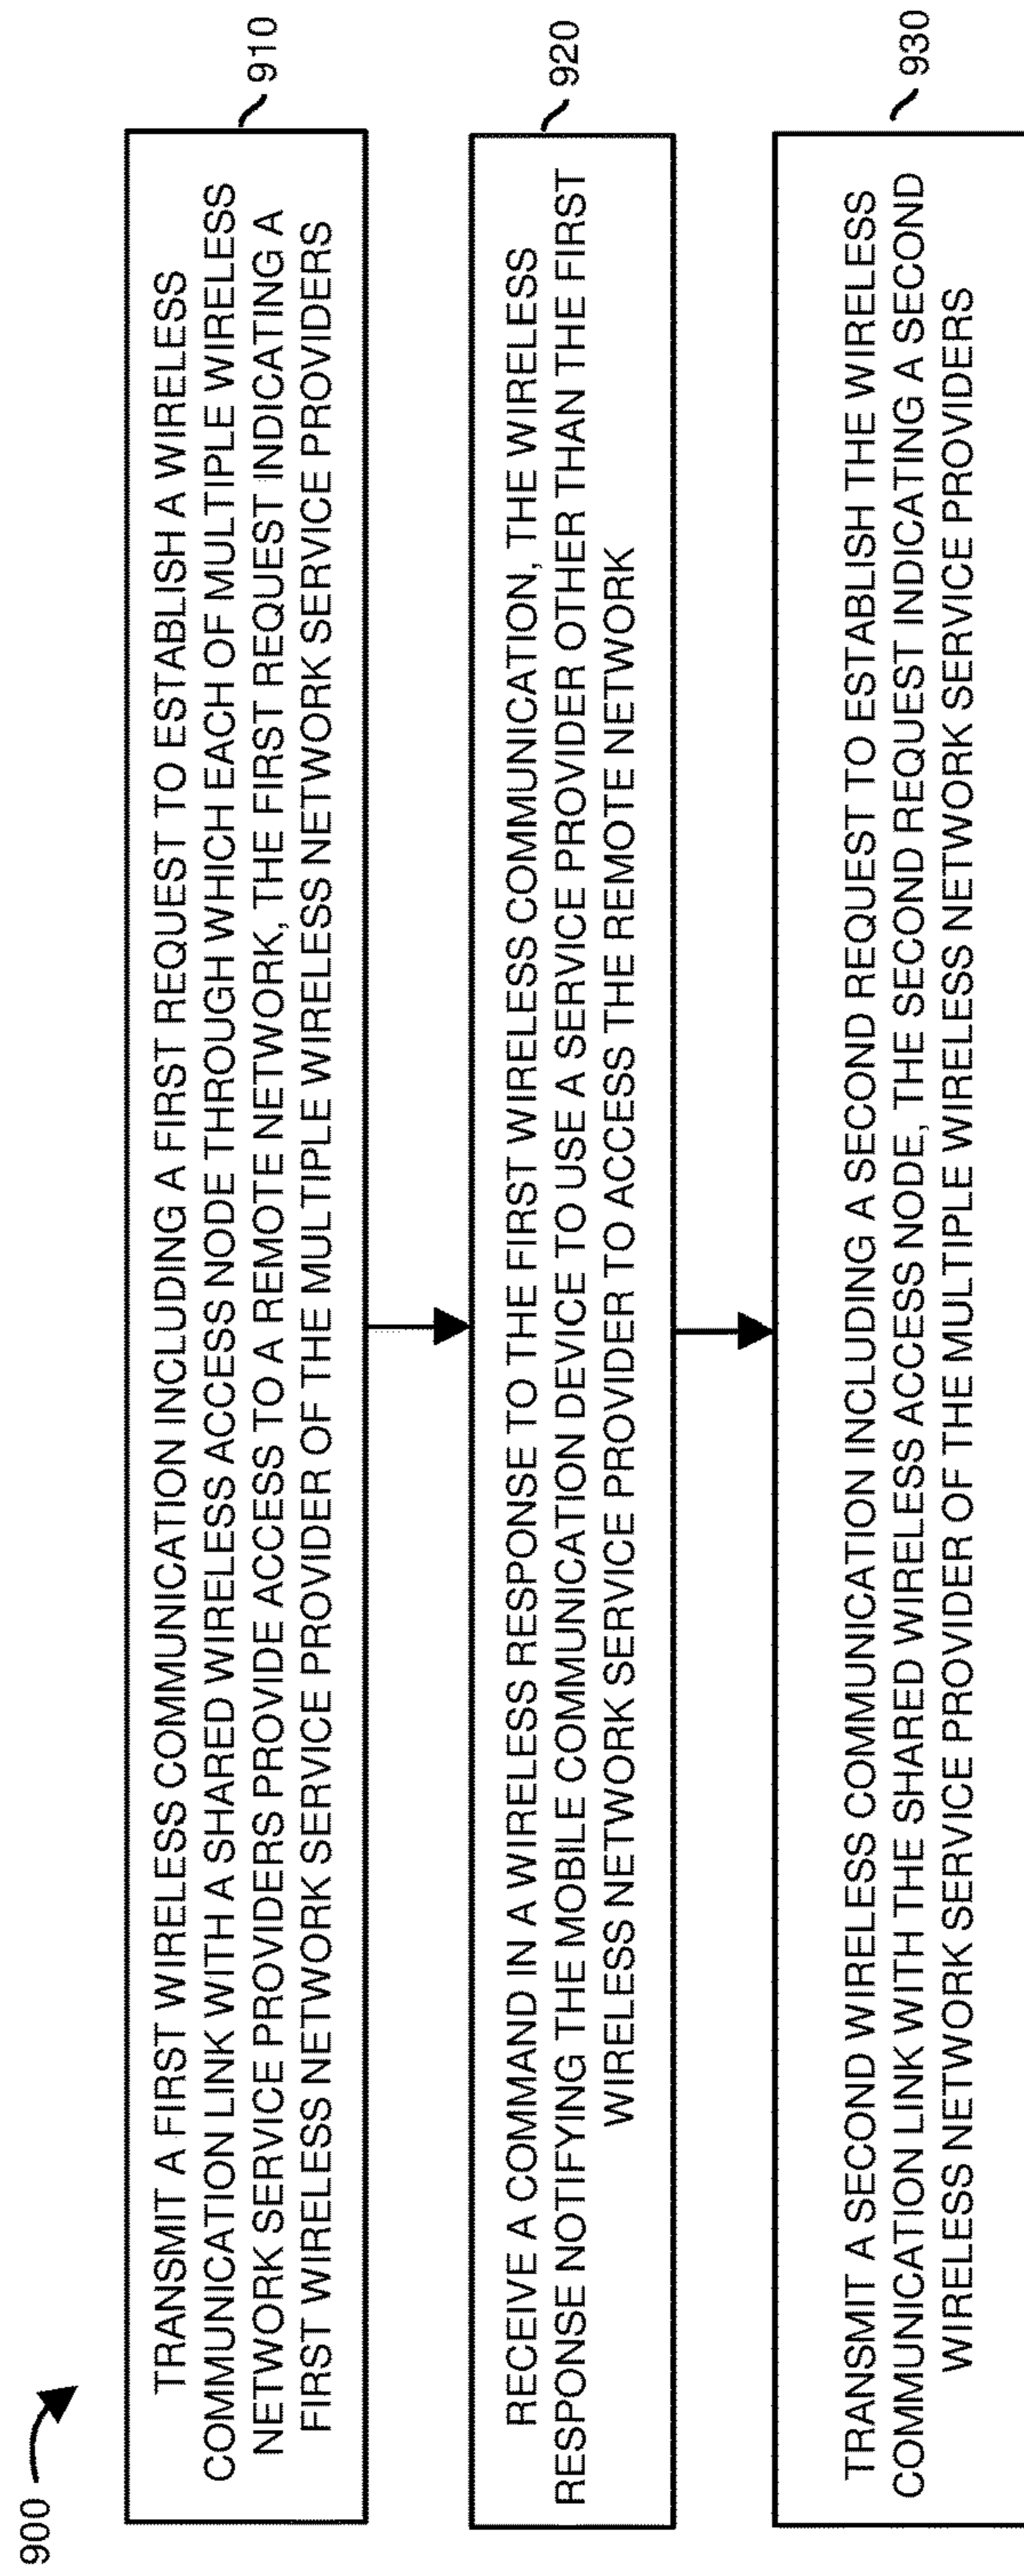 900
TRANSMIT A FIRST WIRELESS COMMUNICATION INCLUDING A FIRST REQUEST TO ESTABLISH A WIRELESS
COMMUNICATION LINK WITH A SHARED WIRELESS ACCESS NODE THROUGH WHICH EACH OF MULTIPLE WIRELESS
NETWORK SERVICE PROVIDERS PROVIDE ACCESS TO A REMOTE NETWORK, THE FIRST REQUEST INDICATING A
FIRST WIRELESS NETWORK SERVICE PROVIDER OF THE MULTIPLE WIRELESS NETWORK SERVICE PROVIDERS
910
RECEIVE A COMMAND IN A WIRELESS RESPONSE TO THE FIRST WIRELESS COMMUNICATION, THE WIRELESS
RESPONSE NOTIFYING THE MOBILE COMMUNICATION DEVICE TO USE A SERVICE PROVIDER OTHER THAN THE FIRST
WIRELESS NETWORK SERVICE PROVIDER TO ACCESS THE REMOTE NETWORK
920
TRANSMIT A SECOND WIRELESS COMMUNICATION INCLUDING A SECOND REQUEST TO ESTABLISH THE WIRELESS
COMMUNICATION LINK WITH THE SHARED WIRELESS ACCESS NODE, THE SECOND REQUEST INDICATING A SECOND
WIRELESS NETWORK SERVICE PROVIDER OF THE MULTIPLE WIRELESS NETWORK SERVICE PROVIDERS
930